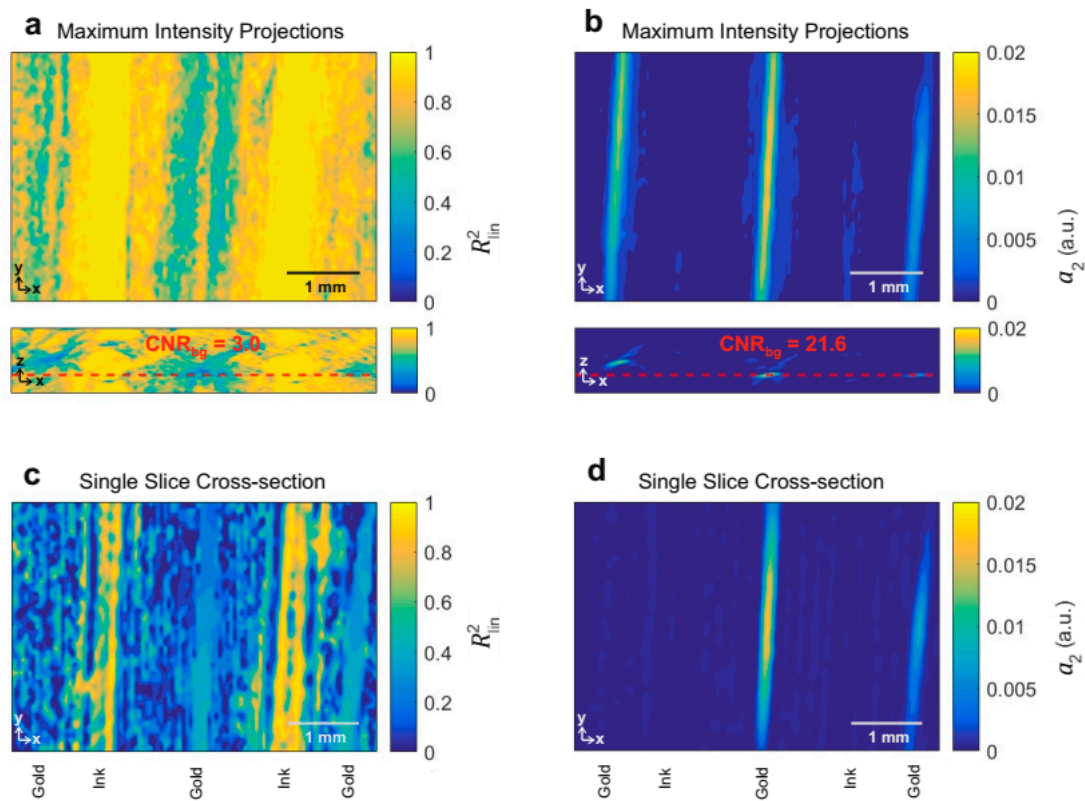 a
Maximum Intensity Projections
1
0.8
0.6
0.4
0.2
0
R²lin
y
x
1 mm
1
0
CNRbg = 3.0
z
x
b
Maximum Intensity Projections
0.02
0.015
0.01
0.005
0
a2 (a.u.)
1 mm
y
x
0.02
0
CNRbg = 21.6
z
x
c
Single Slice Cross-section
1
0.8
0.6
0.4
0.2
0
R²lin
y
x
1 mm
Gold
Ink
Gold
Ink
Gold
d
Single Slice Cross-section
0.02
0.015
0.01
0.005
0
a2 (a.u.)
y
x
1 mm
Gold
Ink
Gold
Ink
Gold